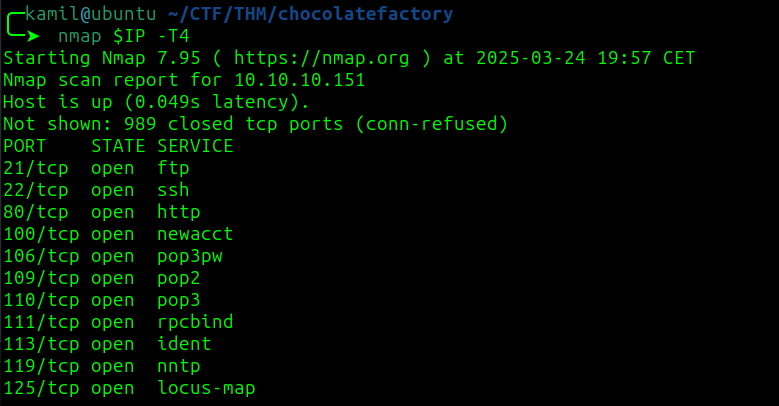 kamil@ubuntu ~/CTF/THM/chocolatefactory
nmap $IP -T4
Starting Nmap 7.95 ( https://nmap.org ) at 2025-03-24 19:57 CET
Nmap scan report for 10.10.10.151
Host is up (0.049s latency).
Not shown: 989 closed tcp ports (conn-refused)
PORT    STATE SERVICE
21/tcp  open  ftp
22/tcp  open  ssh
80/tcp  open  http
100/tcp open  newacct
106/tcp open  pop3pw
109/tcp open  pop2
110/tcp open  pop3
111/tcp open  rpcbind
113/tcp open  ident
119/tcp open  nntp
125/tcp open  locus-map